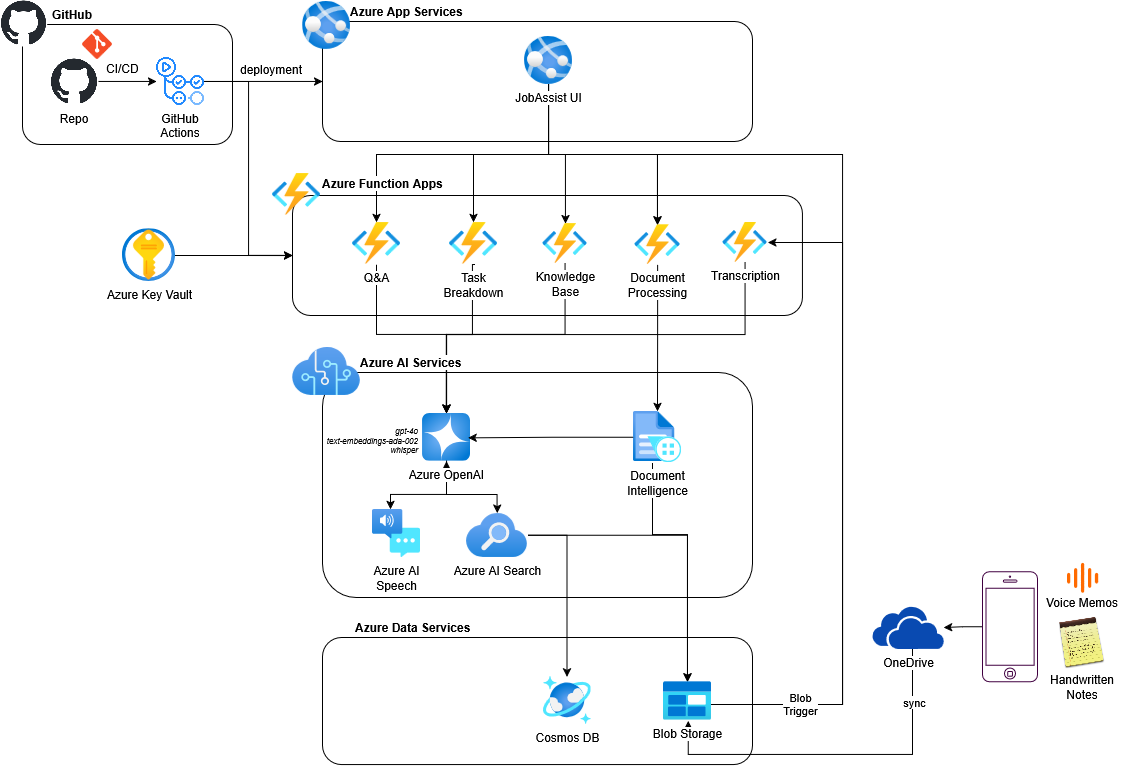 GitHub
Azure App Services
CI/CD
deployment
Repo
GitHub
Actions
JobAssist UI
Azure Function Apps
Azure Key Vault
Q&A
Task
Breakdown
Knowledge
Base
Document
Processing
Transcription
Azure AI Services
gpt-4o
text-embeddings-ada-002
whisper
Azure OpenAI
Document
Intelligence
Azure AI
Speech
Azure AI Search
Azure Data Services
Cosmos DB
Blob Storage
Blob
Trigger
OneDrive
sync
Voice Memos
Handwritten
Notes